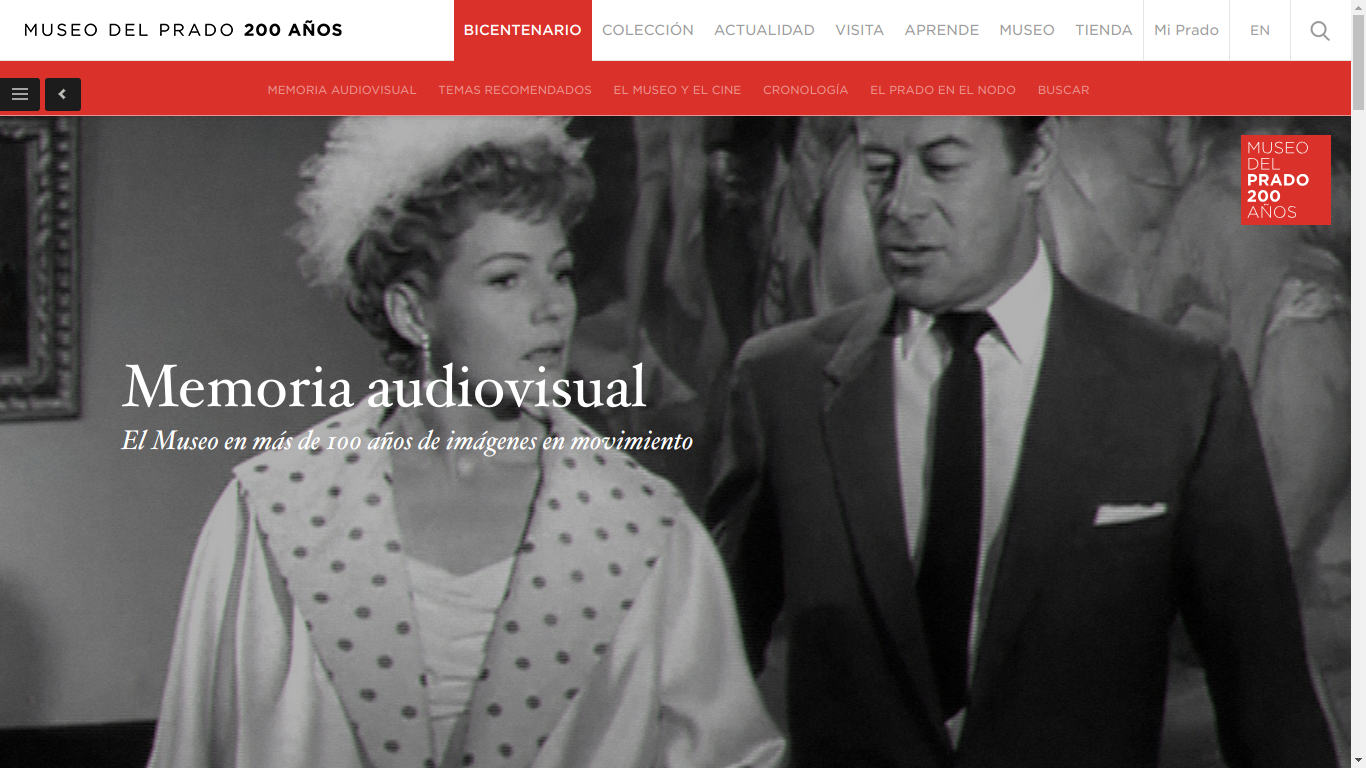 MUSEO DEL PRADO 200 AÑOS
BICENTENARIO COLECCIÓN ACTUALIDAD VISITA APRENDE MUSEO TIENDA Mi Prado EN
MEMORIA AUDIOVISUAL TEMAS RECOMENDADOS EL MUSEO Y EL CINE CRONOLOGÍA EL PRADO EN EL NODO BUSCAR
MUSEO
DEL
PRADO
200
AÑOS
Memoria audiovisual
El Museo en más de 100 años de imágenes en movimiento